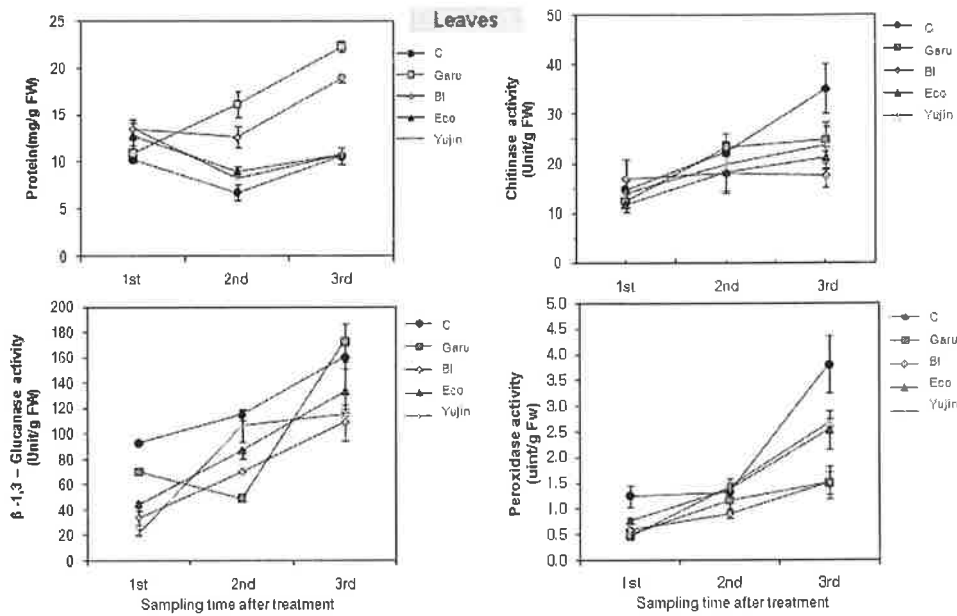 Leaves
Protein(mg/g FW)
25
20
15
10
5
0
1st
2nd
3rd
C
Garu
BI
Eco
Yujin
Chitinase activity
(Unit/g FW)
50
40
30
20
10
0
1st
2nd
3rd
C
Garu
BI
Eco
Yujin
β -1,3 – Glucanase activity
(Unit/g FW)
200
180
160
140
120
100
80
60
40
20
0
1st
2nd
3rd
Sampling time after treatment
C
Garu
BI
Eco
Yujin
Peroxidase activity
(uint/g Fw)
5.0
4.5
4.0
3.5
3.0
2.5
2.0
1.5
1.0
0.5
0.0
1st
2nd
3rd
Sampling time after treatment
C
Garu
BI
Eco
Yujin